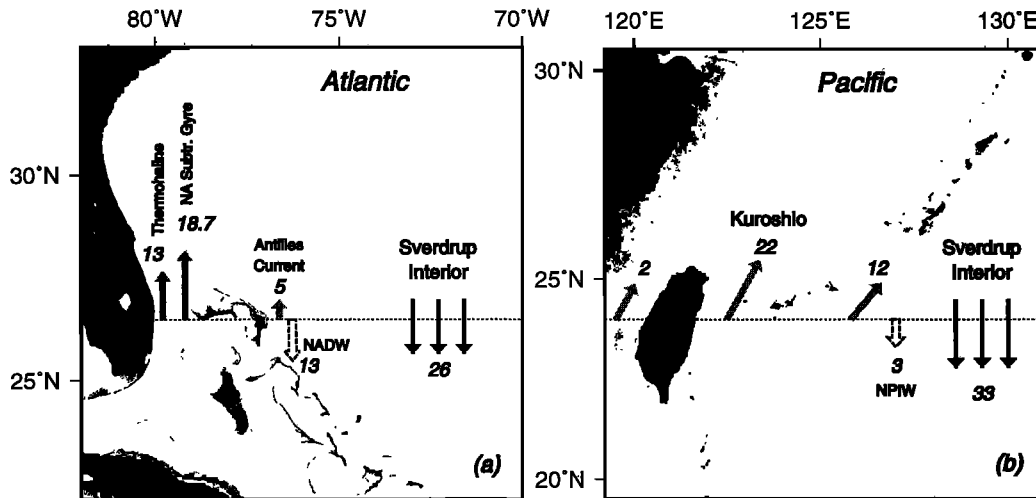 80°W 75°W 70°W
Atlantic
30°N
25°N
Thermohaline
13
NA Subtr. Gyre
18.7
Antilles
Current
5
Sverdrup
Interior
NADW
13
26
(a)
120°E 125°E 130°E
Pacific
30°N
25°N
20°N
Kuroshio
2
22
12
Sverdrup
Interior
3
NPIW
33
(b)